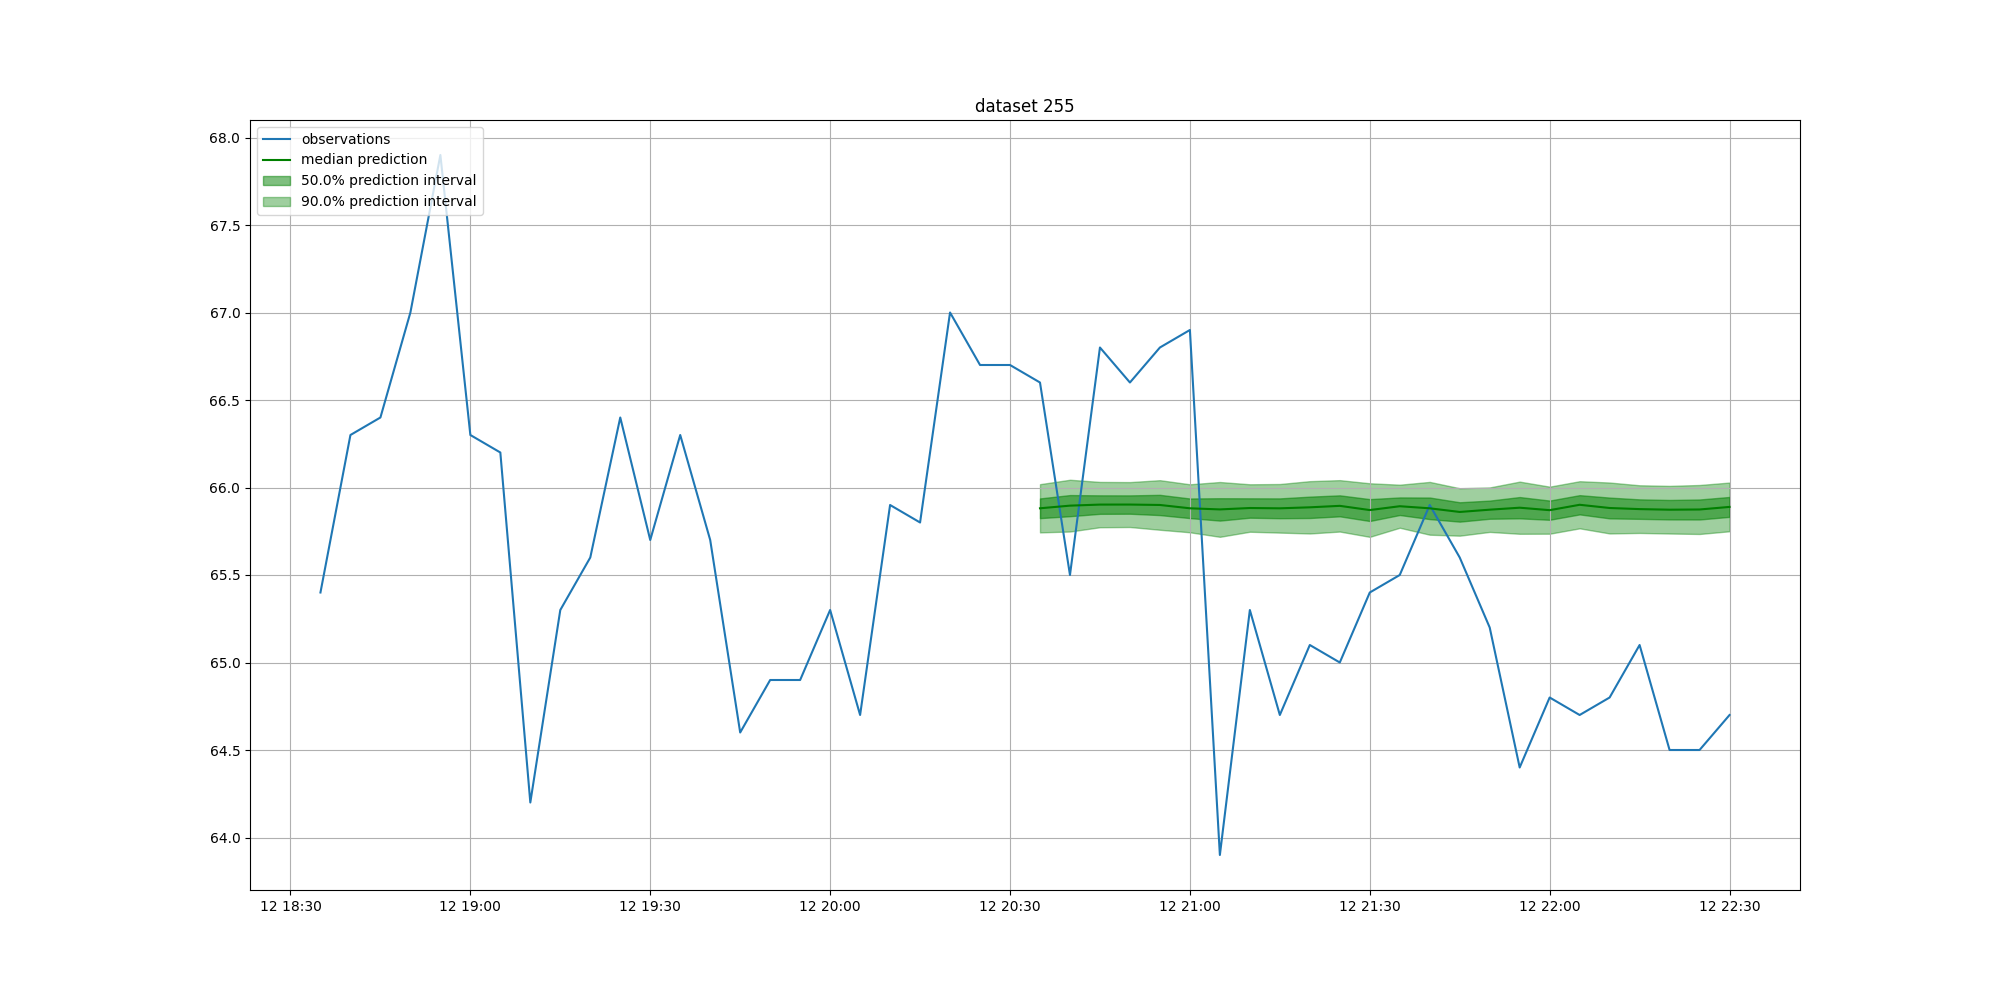 dataset 255
observations
median prediction
50.0% prediction interval
90.0% prediction interval
68.0
67.5
67.0
66.5
66.0
65.5
65.0
64.5
64.0
12 18:30 12 19:00 12 19:30 12 20:00 12 20:30 12 21:00 12 21:30 12 22:00 12 22:30